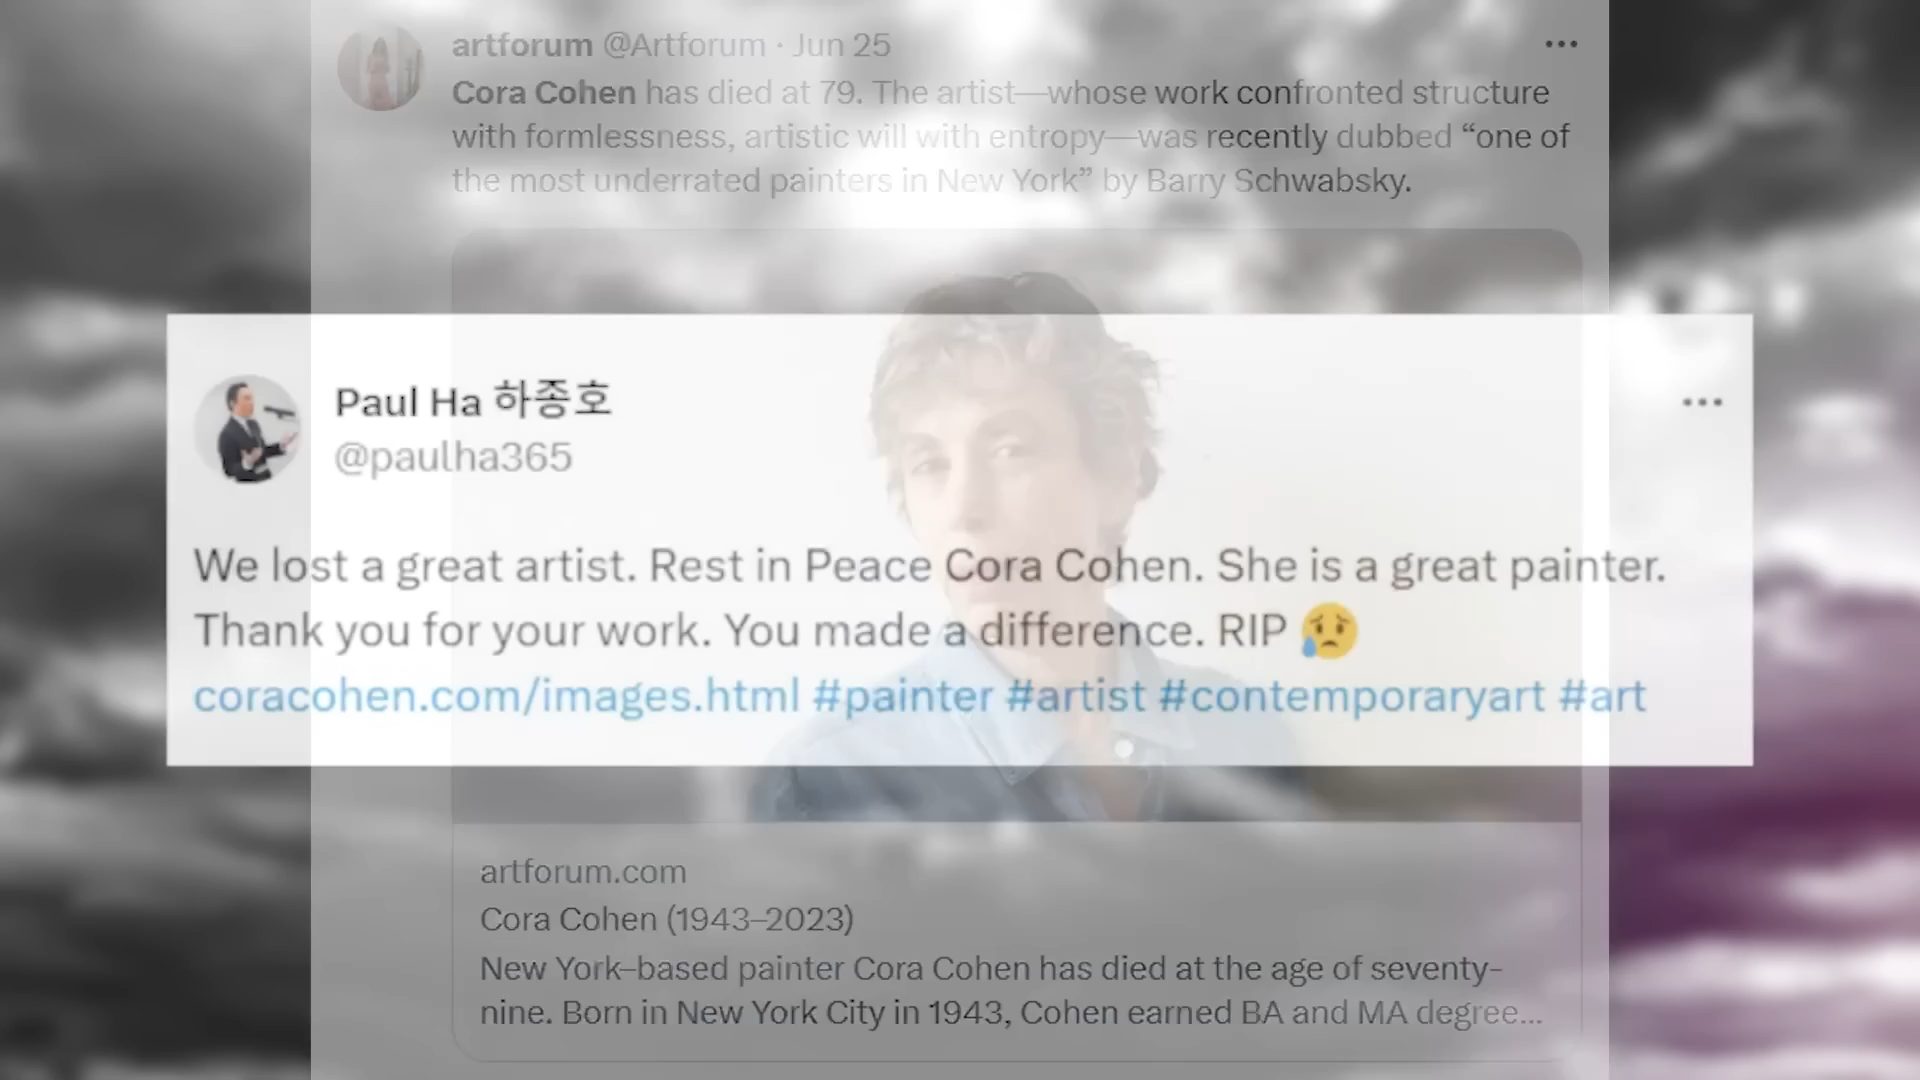 artforum @Artforum · Jun 25
Cora Cohen has died at 79. The artist—whose work confronted structure
with formlessness, artistic will with entropy—was recently dubbed “one of
the most underrated painters in New York” by Barry Schwabsky.
Paul Ha 하종호
@paulha365
We lost a great artist. Rest in Peace Cora Cohen. She is a great painter.
Thank you for your work. You made a difference. RIP 😥
coracohen.com/images.html #painter #artist #contemporaryart #art
artforum.com
Cora Cohen (1943–2023)
New York–based painter Cora Cohen has died at the age of seventy-
nine. Born in New York City in 1943, Cohen earned BA and MA degree...